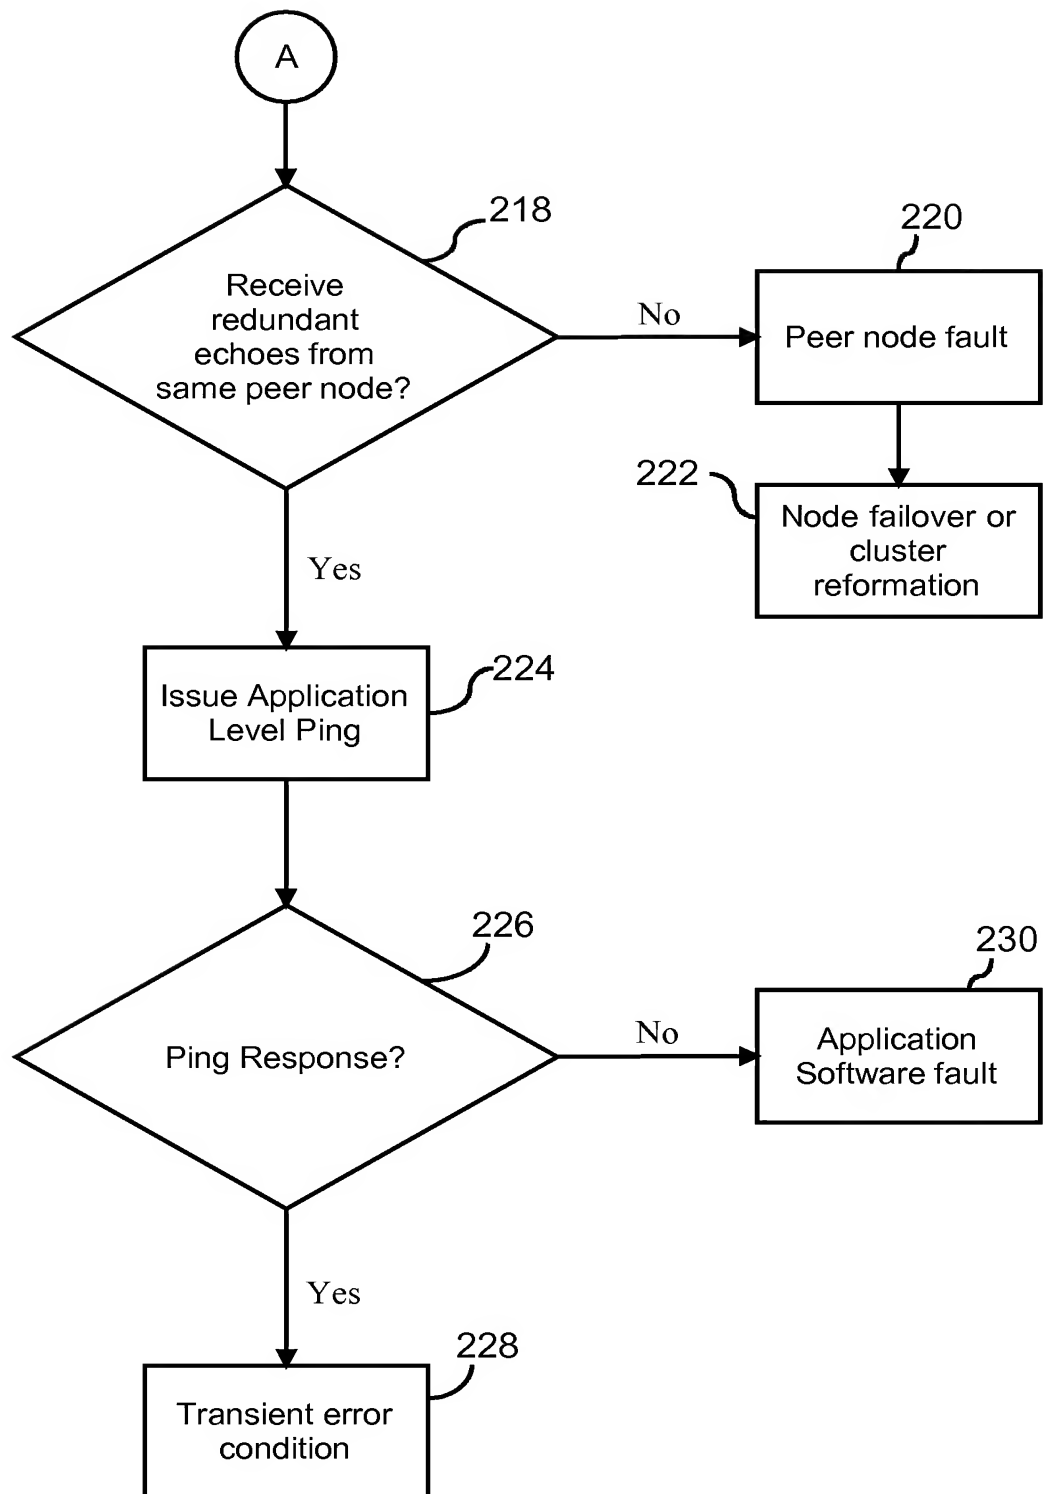 A
218
Receive
redundant
echoes from
same peer node?
No
220
Peer node fault
222
Node failover or
cluster
reformation
Yes
224
Issue Application
Level Ping
226
Ping Response?
No
230
Application
Software fault
Yes
228
Transient error
condition